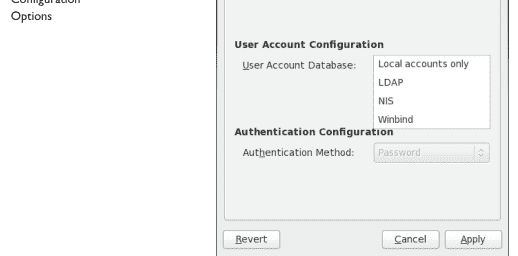 Configuration
Options
User Account Configuration
User Account Database:
Local accounts only
LDAP
NIS
Winbind
Authentication Configuration
Authentication Method:
Password
Revert
Cancel
Apply